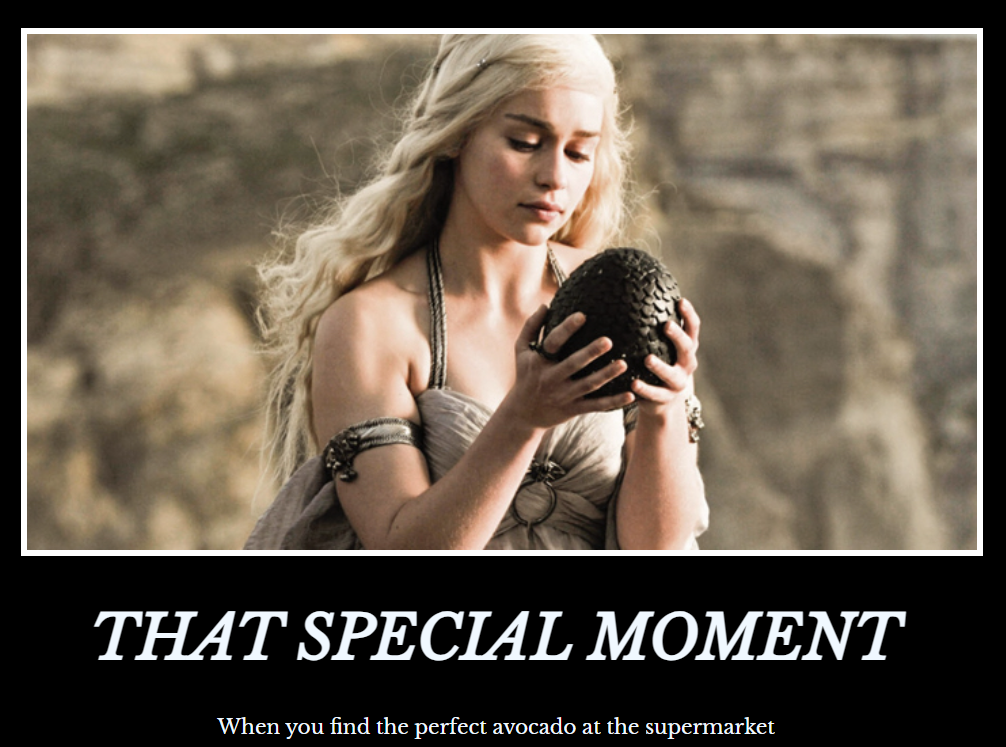 THAT SPECIAL MOMENT
When you find the perfect avocado at the supermarket